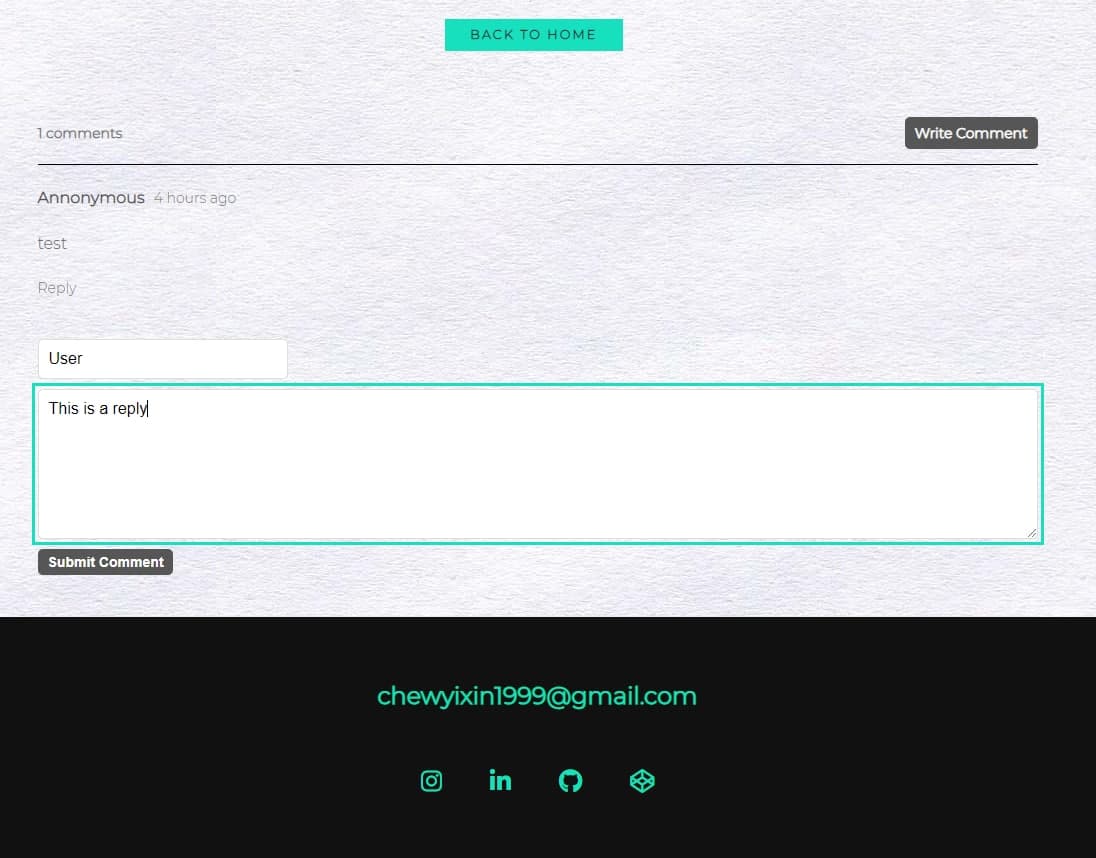 BACK TO HOME
1 comments
Write Comment
Annonymous 4 hours ago
test
Reply
User
This is a reply
Submit Comment
chewyixin1999@gmail.com
in